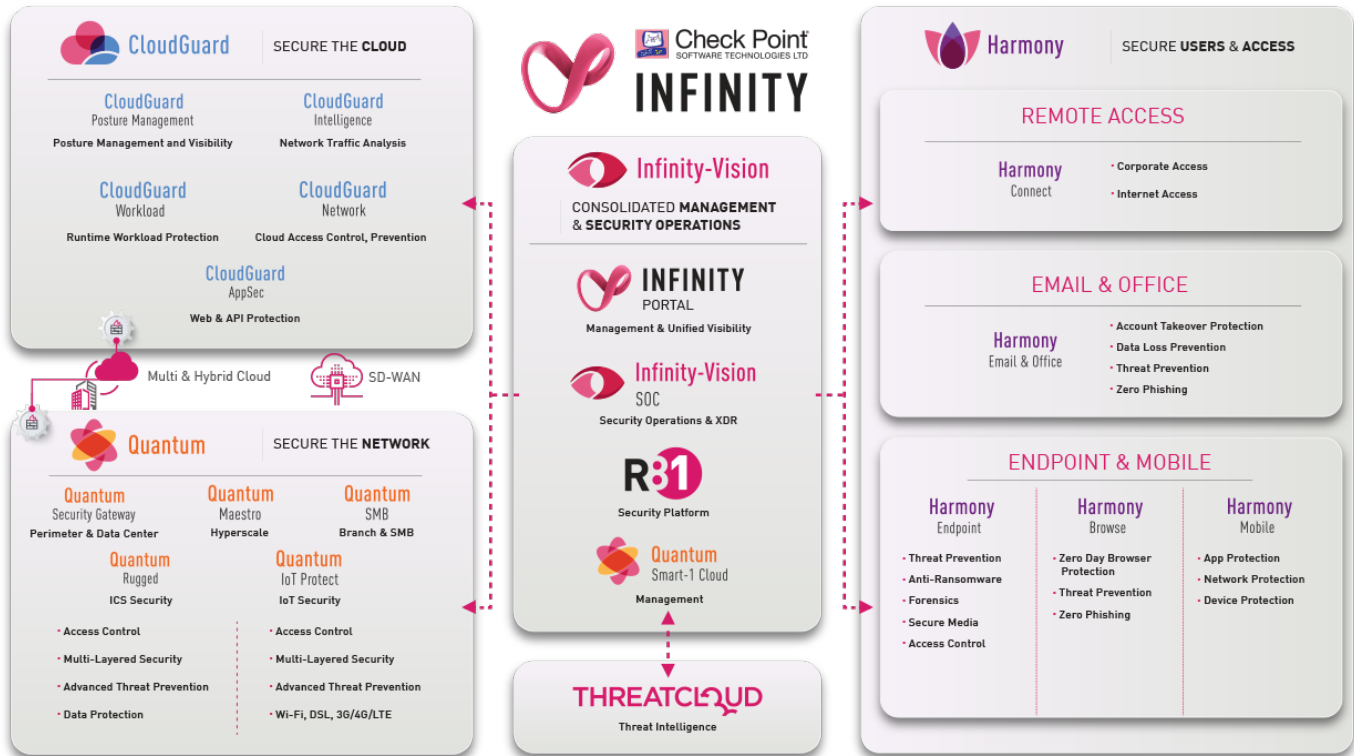 CloudGuard
SECURE THE CLOUD
CloudGuard
Posture Management
Posture Management and Visibility
CloudGuard
Intelligence
Network Traffic Analysis
CloudGuard
Workload
Runtime Workload Protection
CloudGuard
Network
Cloud Access Control, Prevention
CloudGuard
AppSec
Web & API Protection
Multi & Hybrid Cloud
SD-WAN
Quantum
SECURE THE NETWORK
Quantum
Security Gateway
Perimeter & Data Center
Quantum
Maestro
Hyperscale
Quantum
SMB
Branch & SMB
Quantum
Rugged
ICS Security
Quantum
IoT Protect
IoT Security
· Access Control
· Multi-Layered Security
· Advanced Threat Prevention
· Data Protection
· Access Control
· Multi-Layered Security
· Advanced Threat Prevention
· Wi-Fi, DSL, 3G/4G/LTE
Check Point®
SOFTWARE TECHNOLOGIES LTD
INFINITY
Infinity-Vision
CONSOLIDATED MANAGEMENT
& SECURITY OPERATIONS
INFINITY
PORTAL
Management & Unified Visibility
Infinity-Vision
SOC
Security Operations & XDR
R81
Security Platform
Quantum
Smart-1 Cloud
Management
THREATCLOUD
Threat Intelligence
Harmony
SECURE USERS & ACCESS
REMOTE ACCESS
Harmony
Connect
· Corporate Access
· Internet Access
EMAIL & OFFICE
Harmony
Email & Office
· Account Takeover Protection
· Data Loss Prevention
· Threat Prevention
· Zero Phishing
ENDPOINT & MOBILE
Harmony
Endpoint
· Threat Prevention
· Anti-Ransomware
· Forensics
· Secure Media
· Access Control
Harmony
Browse
· Zero Day Browser
Protection
· Threat Prevention
· Zero Phishing
Harmony
Mobile
· App Protection
· Network Protection
· Device Protection